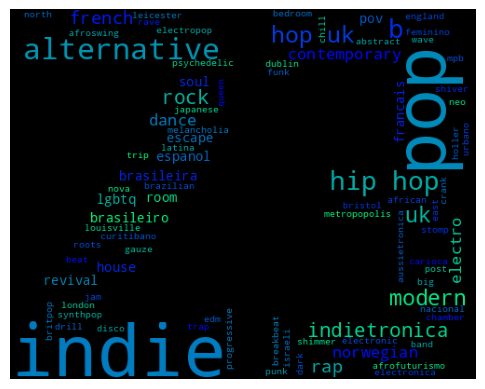 north
french
leicester
rave
afroswing
electropop
alternative
psychedelic
soul
rock
japanese
dance
melancholia
escape
latina
trip
espanol
brasileira
nova
brazilian
lgbtq
room
brasileiro
louisville
curitibano
roots
gauze
beat
house
revival
jam
london
synthpop
britpop
drill
disco
trap
edm
progressive
indie
bedroom
pov
england
chill
b
feminino
hop
uk
abstract
wave
contemporary
mpb
dublin
funk
shiver
francais
neo
pop
holler
urbano
hip hop
crank
african
bristol
east
metropopolis
uk
stomp
aussietronica
electro
carioca
post
big
modern
nacional
chamber
indietronica
breakbeat
israeli
shimmer
electronic
band
dark
norwegian
afrofuturismo
punk
rap
electronica